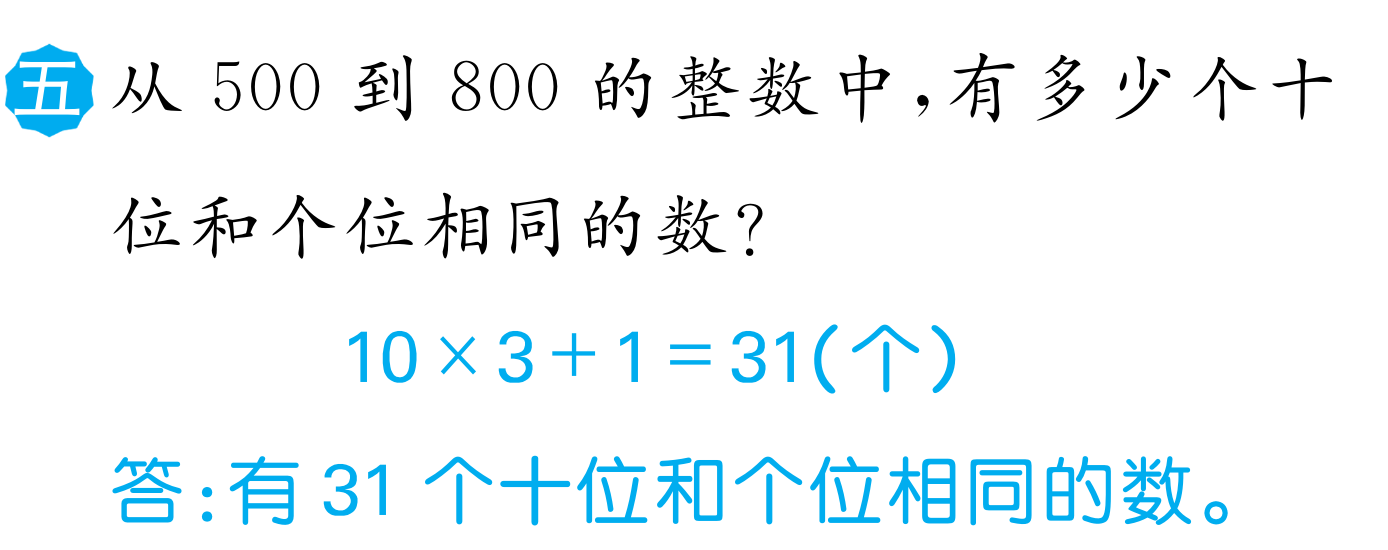 五 从 500 到 800 的整数中,有多少个十
位和个位相同的数?
10×3+1=31(个)
答:有 31 个十位和个位相同的数。